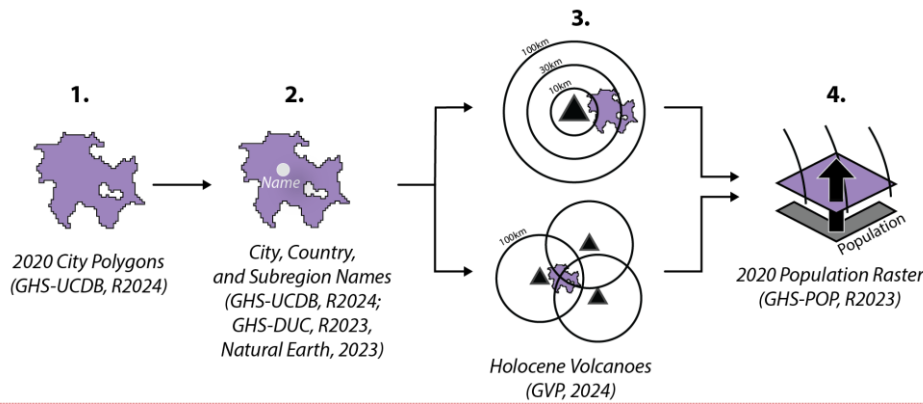 1.
2020 City Polygons
(GHS-UCDB, R2024)
2.
Name
City, Country,
and Subregion Names
(GHS-UCDB, R2024;
GHS-DUC, R2023,
Natural Earth, 2023)
3.
100km
30km
10km
100km
Holocene Volcanoes
(GVP, 2024)
4.
Population
2020 Population Raster
(GHS-POP, R2023)